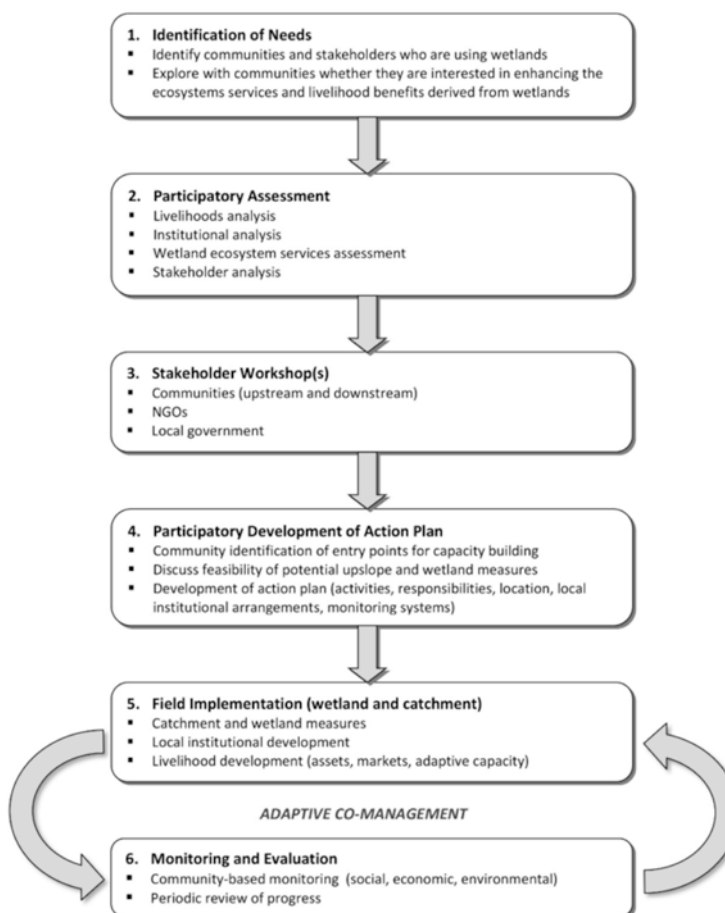 1. Identification of Needs
▪ Identify communities and stakeholders who are using wetlands
▪ Explore with communities whether they are interested in enhancing the
ecosystems services and livelihood benefits derived from wetlands
2. Participatory Assessment
▪ Livelihoods analysis
▪ Institutional analysis
▪ Wetland ecosystem services assessment
▪ Stakeholder analysis
3. Stakeholder Workshop(s)
▪ Communities (upstream and downstream)
▪ NGOs
▪ Local government
4. Participatory Development of Action Plan
▪ Community identification of entry points for capacity building
▪ Discuss feasibility of potential upslope and wetland measures
▪ Development of action plan (activities, responsibilities, location, local
institutional arrangements, monitoring systems)
5. Field Implementation (wetland and catchment)
▪ Catchment and wetland measures
▪ Local institutional development
▪ Livelihood development (assets, markets, adaptive capacity)
ADAPTIVE CO-MANAGEMENT
6. Monitoring and Evaluation
▪ Community-based monitoring (social, economic, environmental)
▪ Periodic review of progress